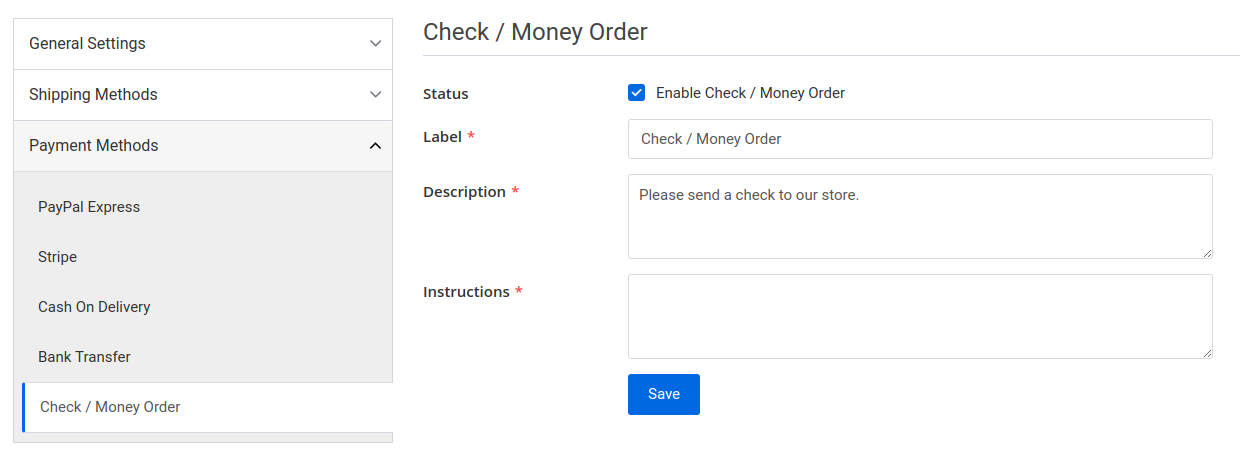 General Settings
Shipping Methods
Payment Methods
PayPal Express
Stripe
Cash On Delivery
Bank Transfer
Check / Money Order
Check / Money Order
Status
Enable Check / Money Order
Label *
Check / Money Order
Description *
Please send a check to our store.
Instructions *
Save